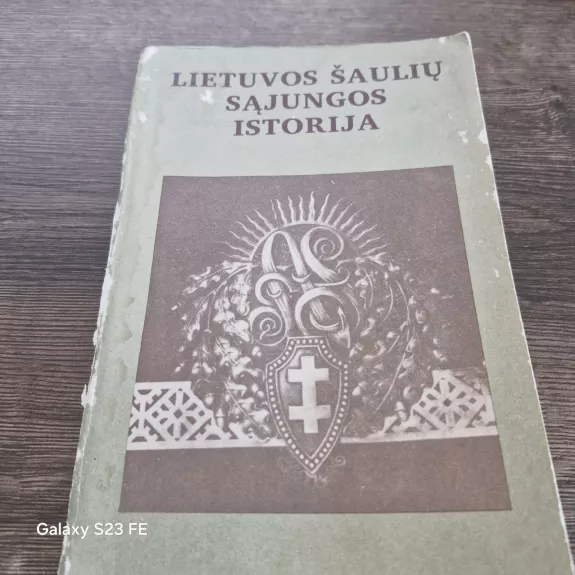 LIETUVOS ŠAULIŲ
SĄJUNGOS
ISTORIJA
Galaxy S23 FE